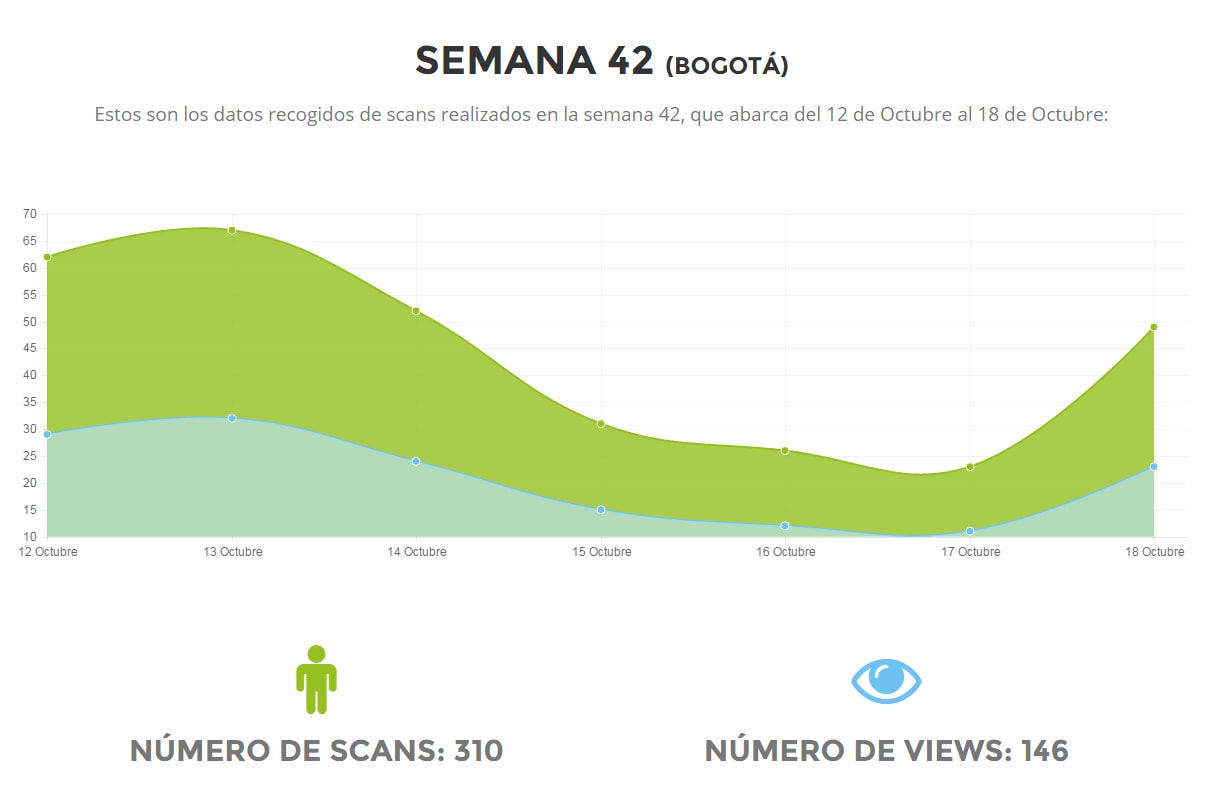 SEMANA 42 (BOGOTÁ)
Estos son los datos recogidos de scans realizados en la semana 42, que abarca del 12 de Octubre al 18 de Octubre:
70
65
60
55
50
45
40
35
30
25
20
15
10
12 Octubre 13 Octubre 14 Octubre 15 Octubre 16 Octubre 17 Octubre 18 Octubre
NÚMERO DE SCANS: 310
NÚMERO DE VIEWS: 146